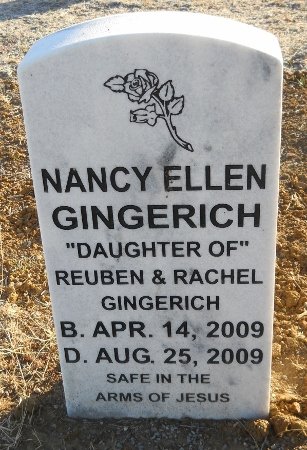 NANCY ELLEN
GINGERICH
"DAUGHTER OF"
REUBEN & RACHEL
GINGERICH
B. APR. 14, 2009
D. AUG. 25, 2009
SAFE IN THE
ARMS OF JESUS